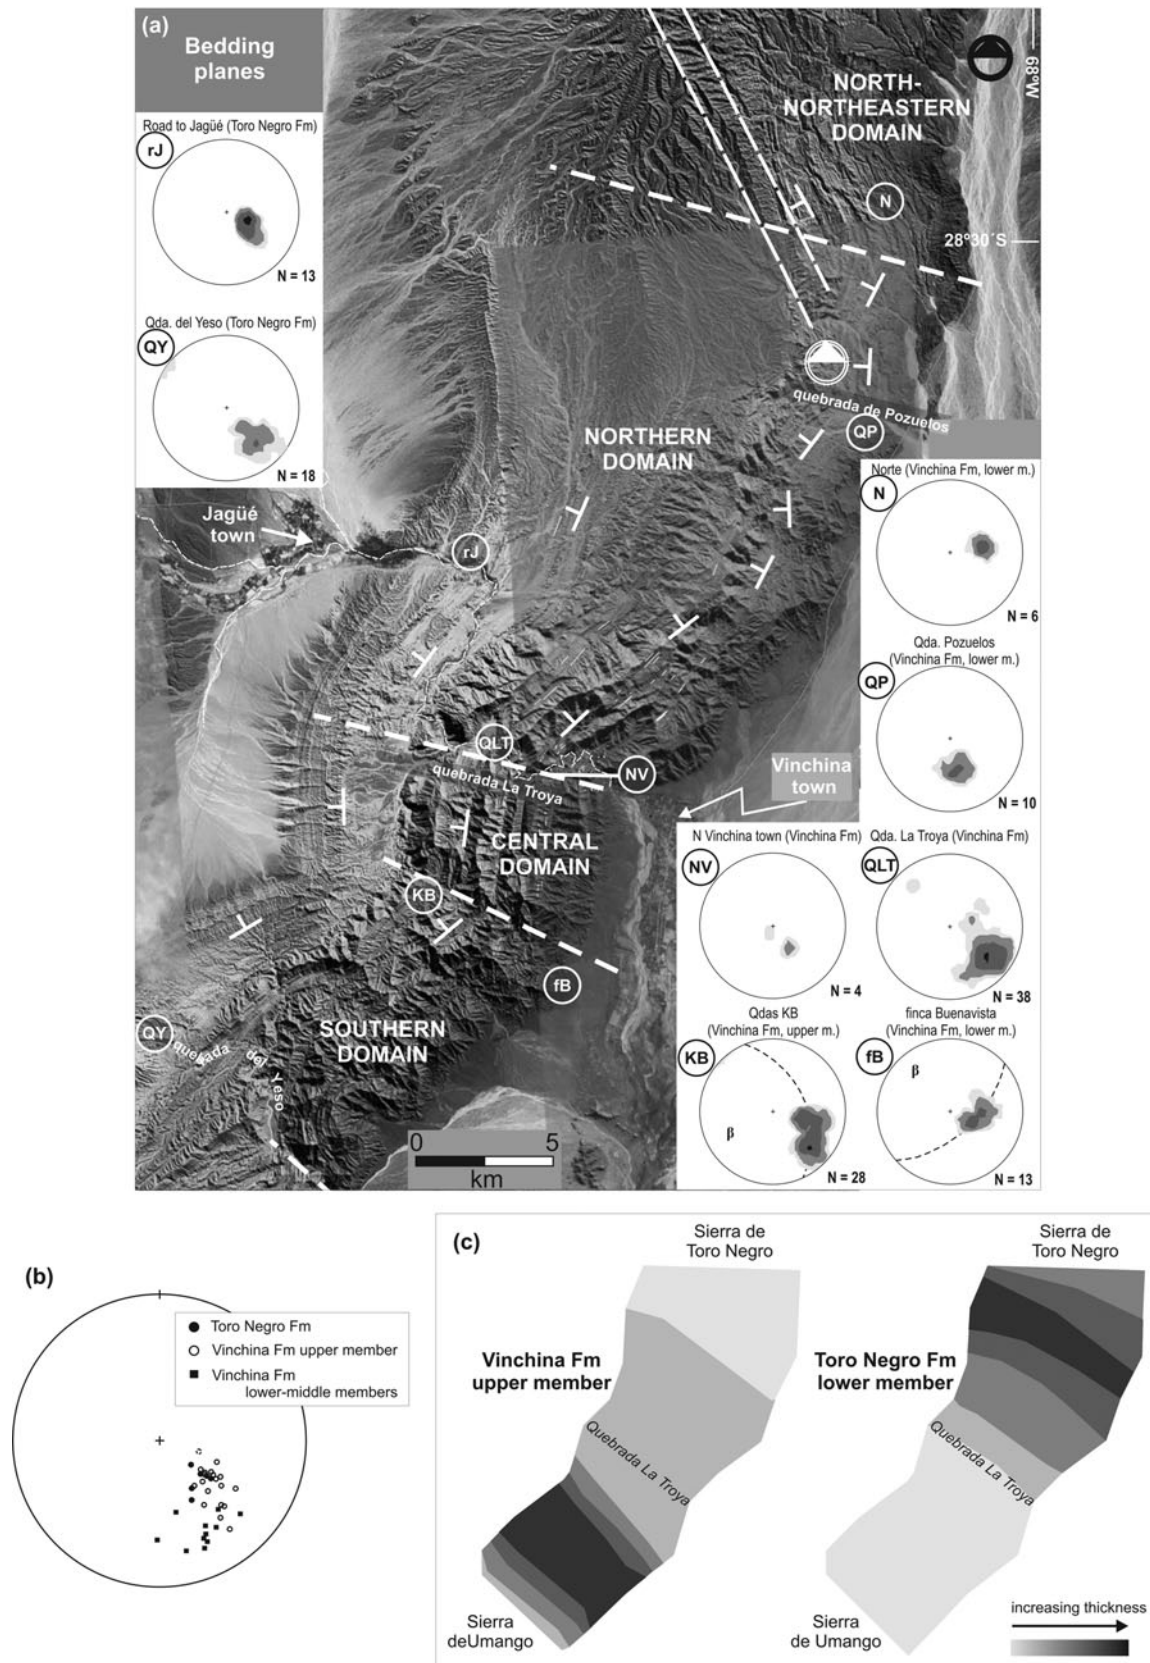 (a)
Bedding
planes
Road to Jagüé (Toro Negro Fm)
rJ
N = 13
Qda. del Yeso (Toro Negro Fm)
QY
N = 18
NORTH-
NORTHEASTERN
DOMAIN
68ºW
N
28º30´S
quebrada de Pozuelos
QP
NORTHERN
DOMAIN
Jagüé
town
rJ
QLT
quebrada La Troya
NV
Vinchina
town
CENTRAL
DOMAIN
KB
fB
SOUTHERN
DOMAIN
QY
quebrada del Yeso
0 5
km
Norte (Vinchina Fm, lower m.)
N
N = 6
Qda. Pozuelos
(Vinchina Fm, lower m.)
QP
N = 10
N Vinchina town (Vinchina Fm)
NV
N = 4
Qda. La Troya (Vinchina Fm)
QLT
N = 38
Qdas KB
(Vinchina Fm, upper m.)
KB
β
N = 28
finca Buenavista
(Vinchina Fm, lower m.)
fB
β
N = 13
(b)
Toro Negro Fm
Vinchina Fm upper member
Vinchina Fm
lower-middle members
(c)
Sierra de
Toro Negro
Vinchina Fm
upper member
Quebrada La Troya
Sierra
deUmango
Sierra de
Toro Negro
Toro Negro Fm
lower member
Quebrada La Troya
Sierra
de Umango
increasing thickness